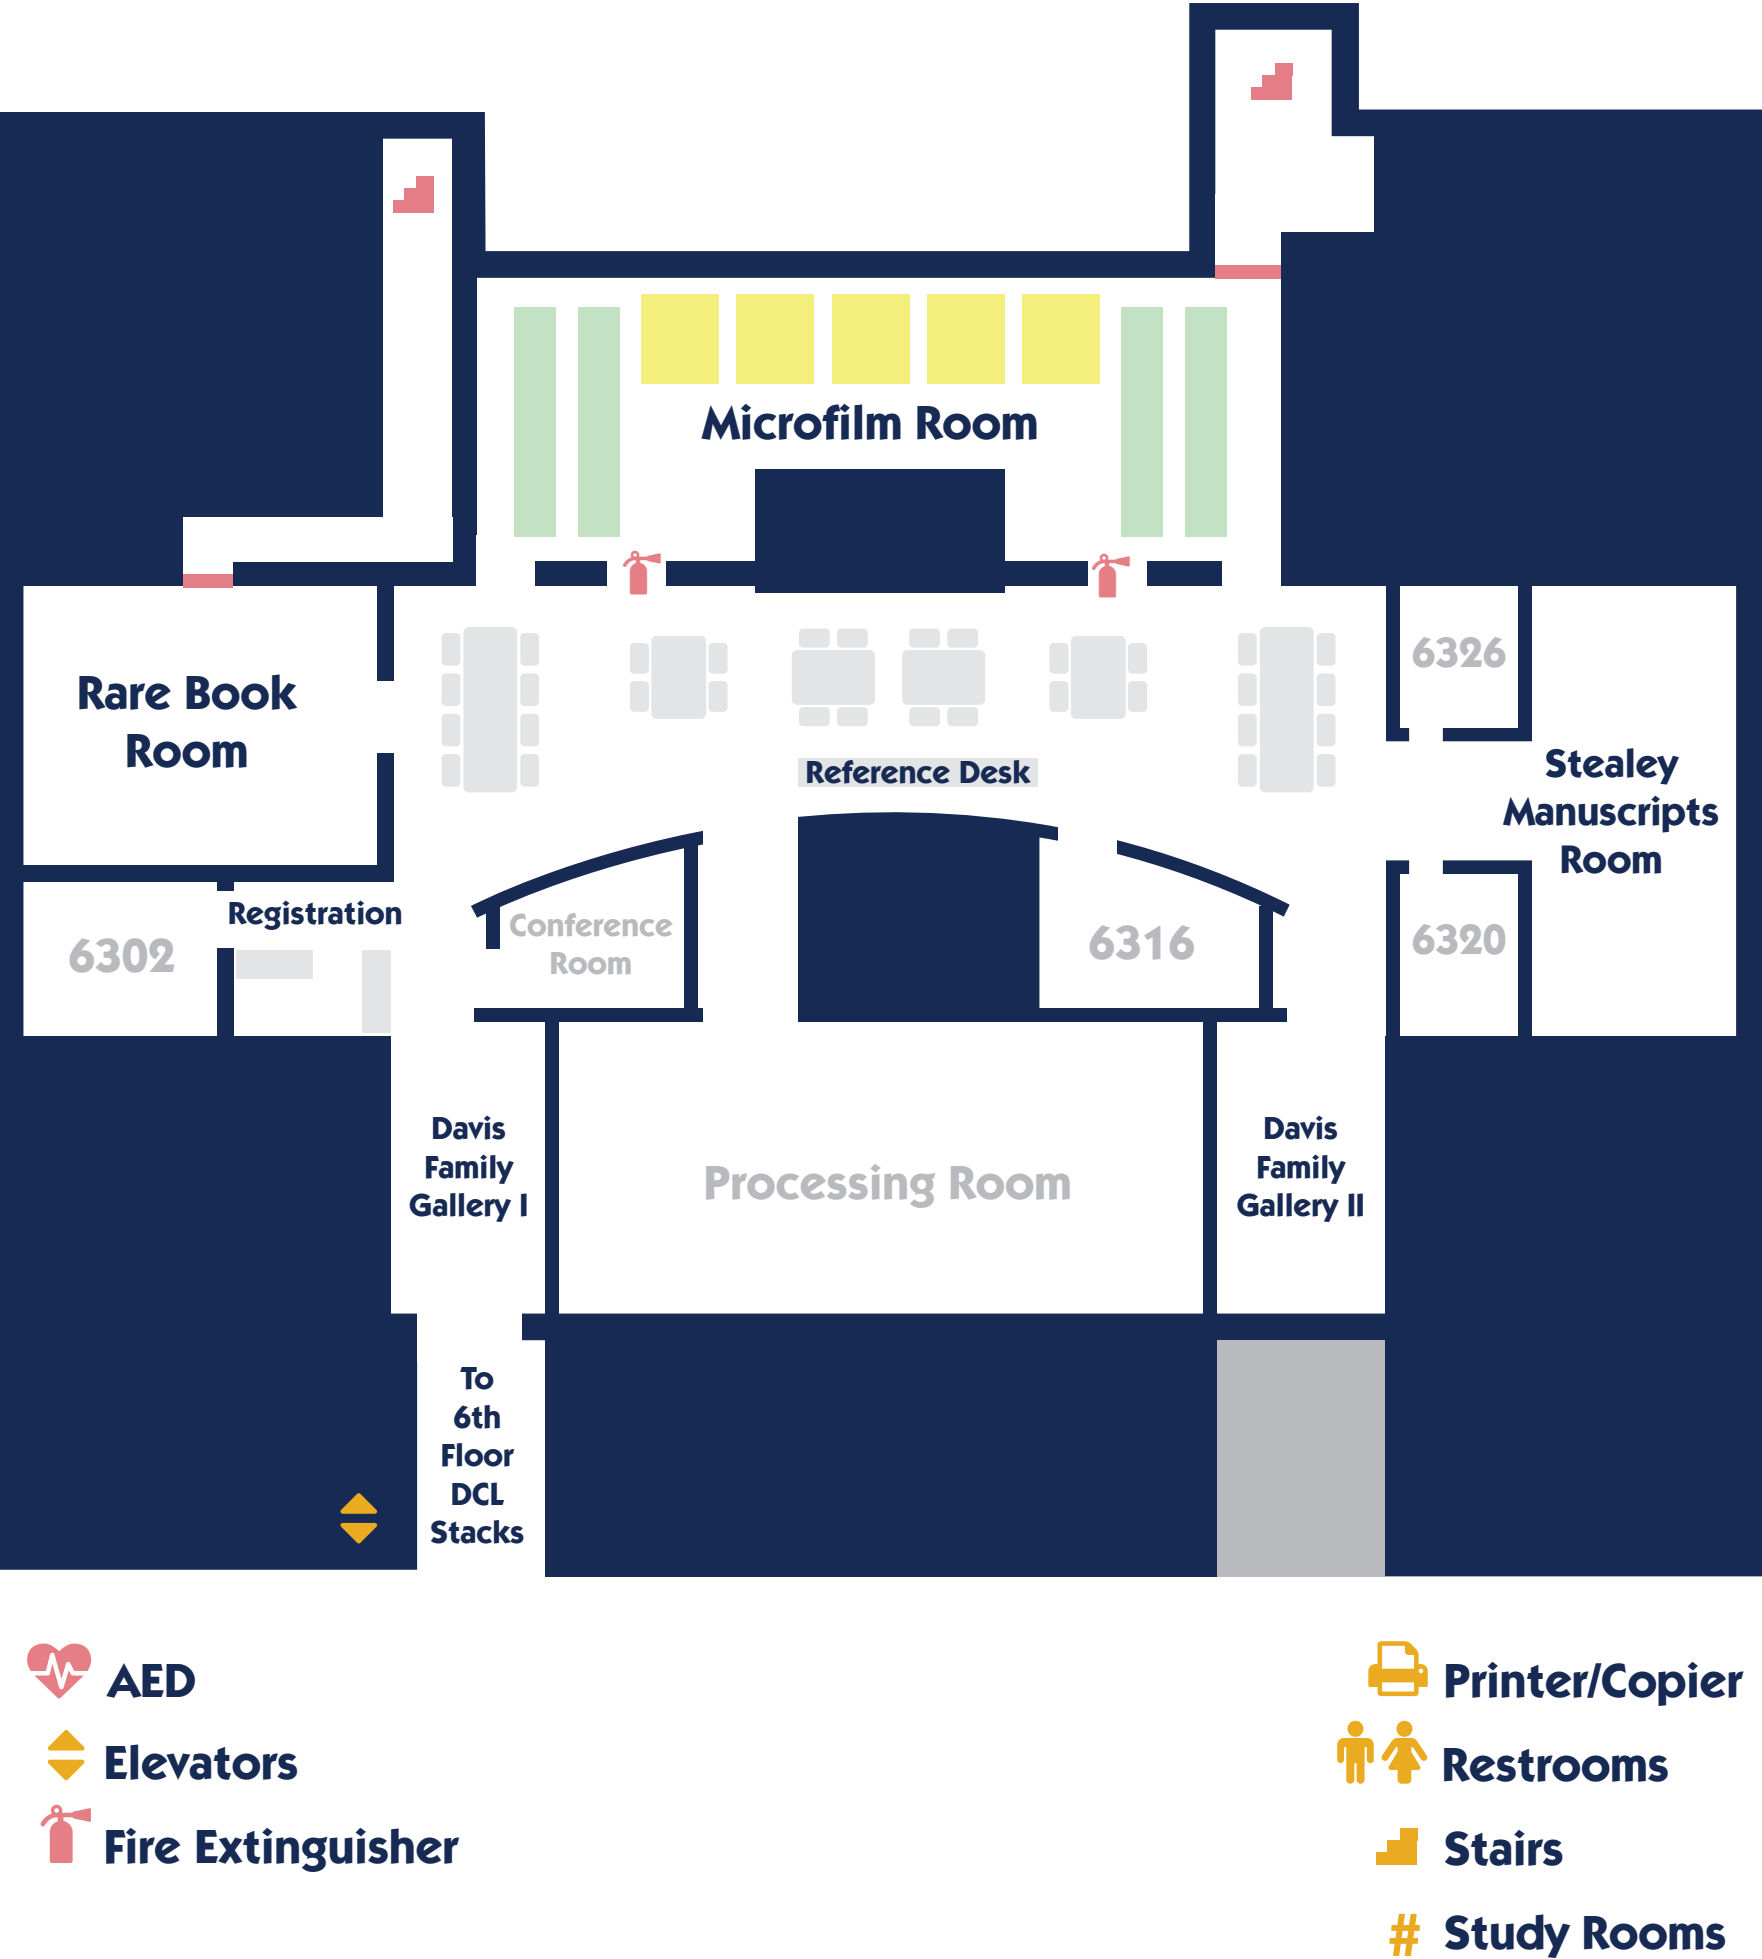 Microfilm Room
Rare Book
Room
6326
Stealey
Manuscripts
Room
Reference Desk
Registration
6302
Conference
Room
6316
6320
Davis
Family
Gallery I
Processing Room
Davis
Family
Gallery II
To
6th
Floor
DCL
Stacks
AED
Elevators
Fire Extinguisher
Printer/Copier
Restrooms
Stairs
# Study Rooms